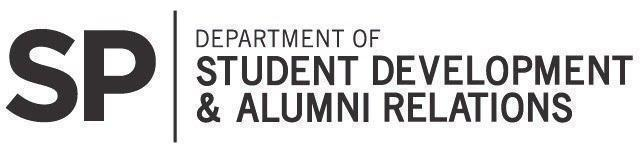 SP
DEPARTMENT OF
STUDENT DEVELOPMENT
& ALUMNI RELATIONS